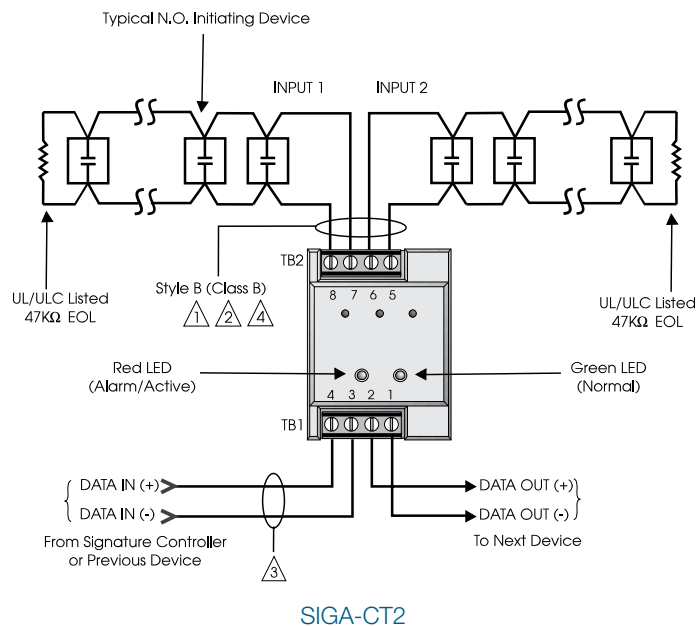 Typical N.O. Initiating Device
INPUT 1
INPUT 2
TB2
8 7 6 5
Style B (Class B)
1 2 4
UL/ULC Listed
47KΩ EOL
UL/ULC Listed
47KΩ EOL
Red LED
(Alarm/Active)
Green LED
(Normal)
4 3 2 1
TB1
DATA IN (+)
DATA IN (-)
From Signature Controller
or Previous Device
3
DATA OUT (+)
DATA OUT (-)
To Next Device
SIGA-CT2